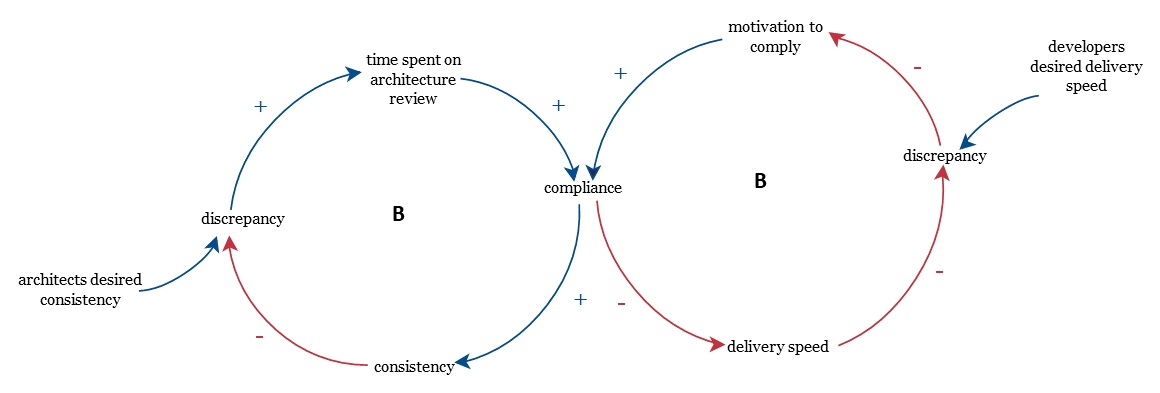 motivation to
comply
developers
desired delivery
speed
time spent on
architecture
review
+
+
+
-
discrepancy
B
compliance
B
discrepancy
architects desired
consistency
-
+
-
-
consistency
delivery speed